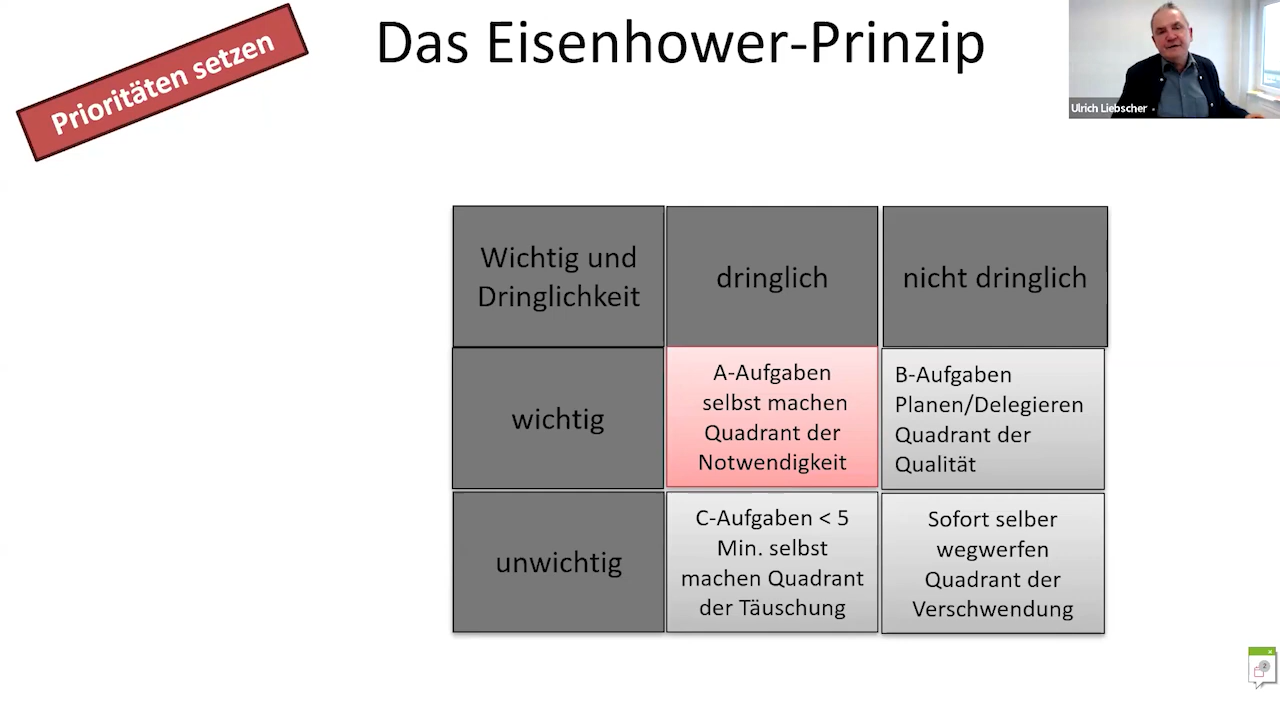 Prioritäten setzen
Das Eisenhower-Prinzip
Ulrich Liebscher
Wichtig und
Dringlichkeit
dringlich
nicht dringlich
wichtig
A-Aufgaben
selbst machen
Quadrant der
Notwendigkeit
B-Aufgaben
Planen/Delegieren
Quadrant der
Qualität
unwichtig
C-Aufgaben < 5
Min. selbst
machen Quadrant
der Täuschung
Sofort selber
wegwerfen
Quadrant der
Verschwendung
2